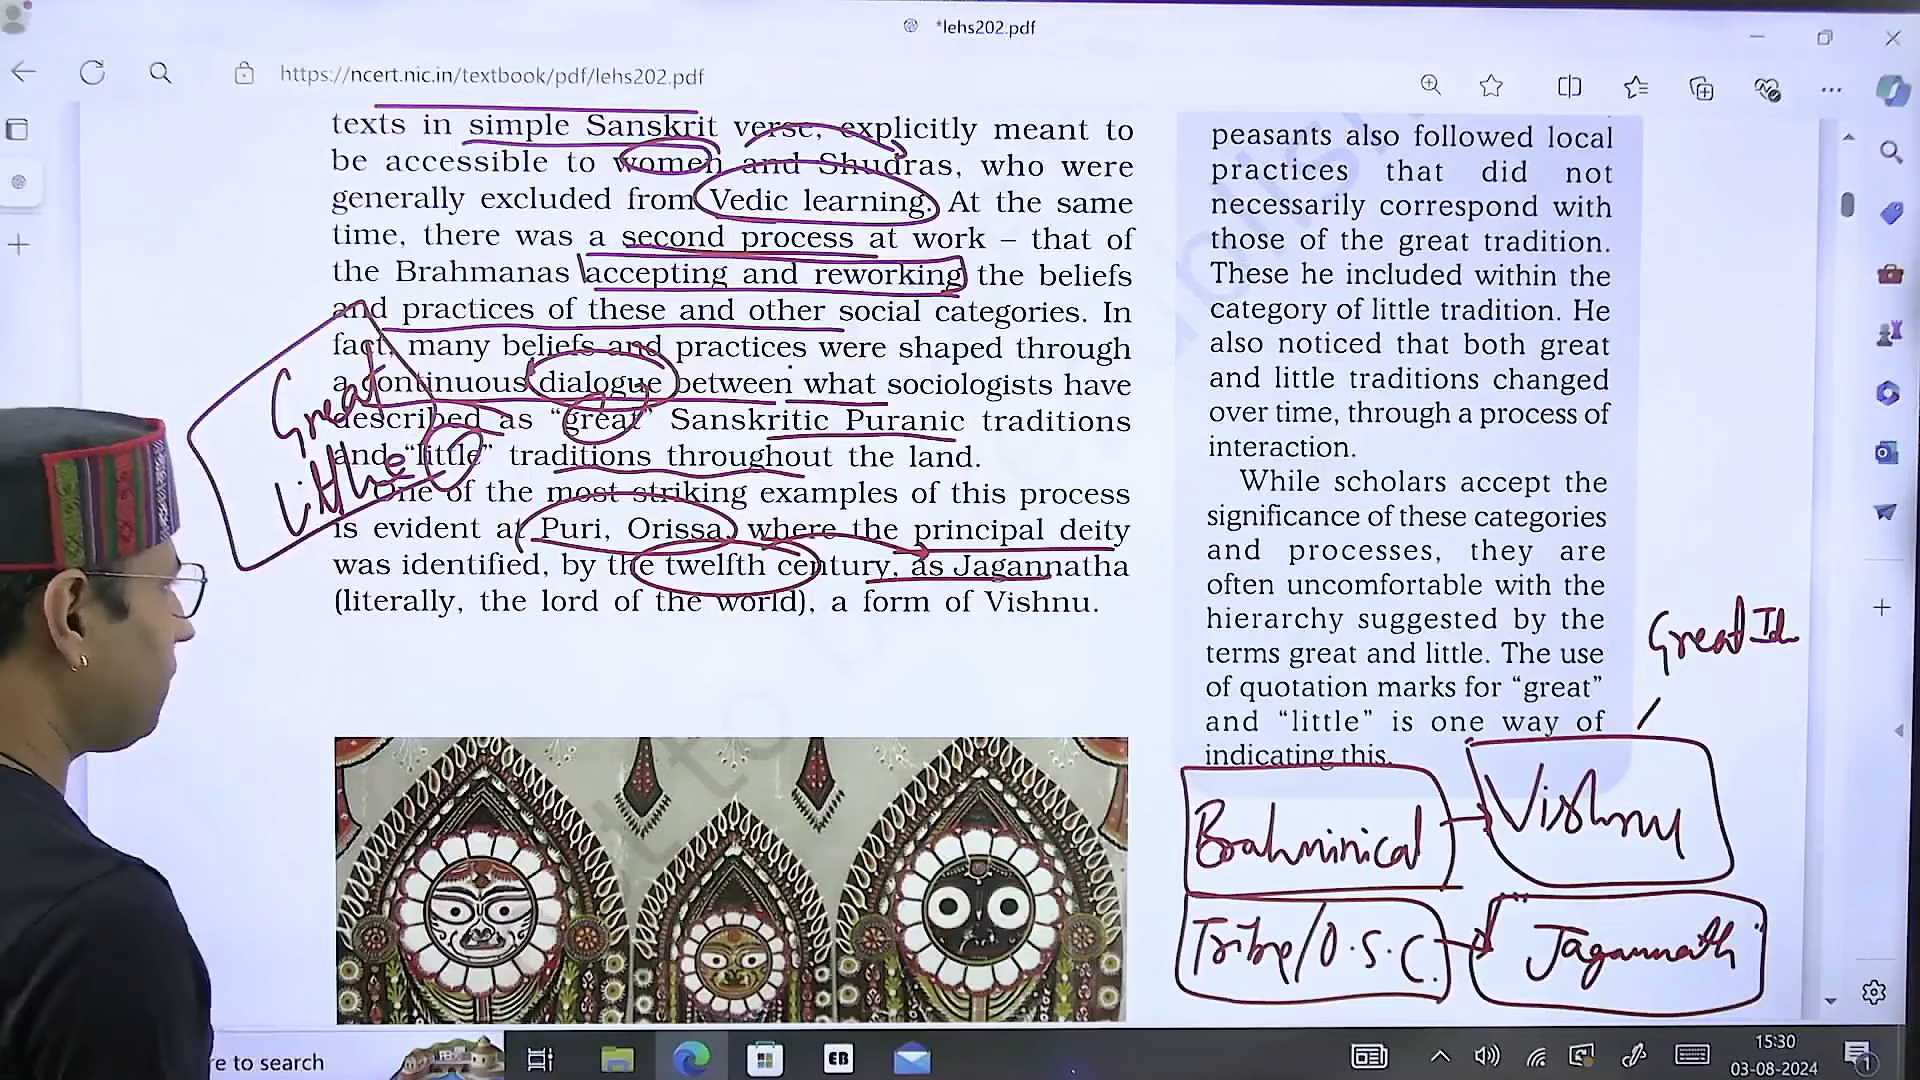 *lehs202.pdf
https://ncert.nic.in/textbook/pdf/lehs202.pdf
texts in simple Sanskrit verse, explicitly meant to
be accessible to women and Shudras, who were
generally excluded from Vedic learning. At the same
time, there was a second process at work – that of
the Brahmanas accepting and reworking the beliefs
and practices of these and other social categories. In
fact, many beliefs and practices were shaped through
a continuous dialogue between what sociologists have
described as “great” Sanskritic Puranic traditions
and “little” traditions throughout the land.
One of the most striking examples of this process
is evident at Puri, Orissa, where the principal deity
was identified, by the twelfth century, as Jagannatha
(literally, the lord of the world), a form of Vishnu.
Great
Little
peasants also followed local
practices that did not
necessarily correspond with
those of the great tradition.
These he included within the
category of little tradition. He
also noticed that both great
and little traditions changed
over time, through a process of
interaction.
While scholars accept the
significance of these categories
and processes, they are
often uncomfortable with the
hierarchy suggested by the
terms great and little. The use
of quotation marks for “great”
and “little” is one way of
indicating this.
Great
Brahminical
Vishnu
Tribe/O.S.C.
Jagannath
re to search
EB
15:30
03-08-2024
1